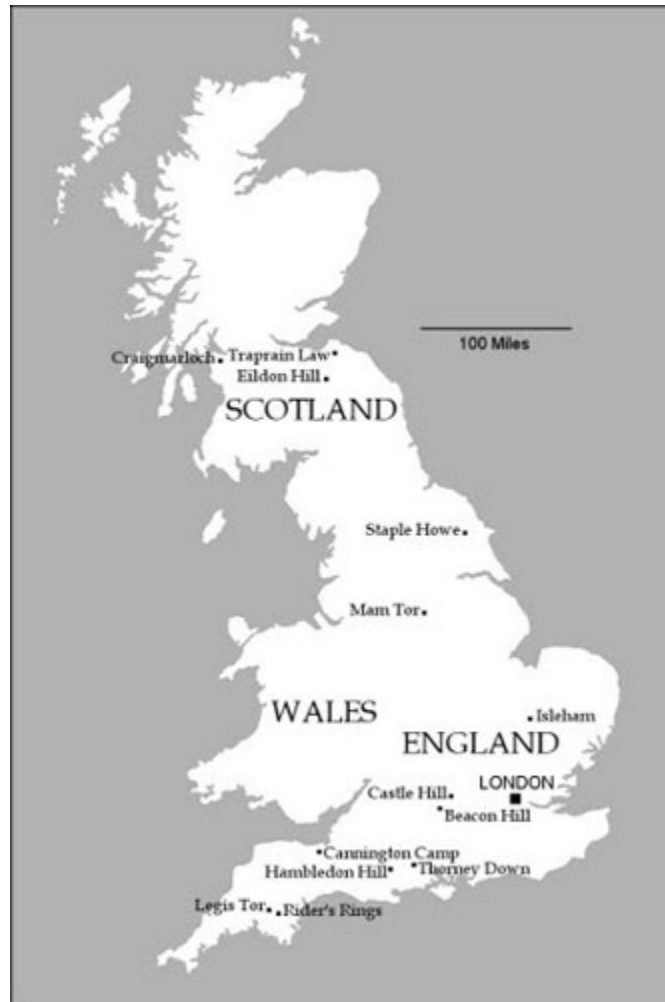 100 Miles
Craigmarloch
Traprain Law
Eildon Hill
SCOTLAND
Staple Howe
Mam Tor
WALES
Isleham
ENGLAND
LONDON
Castle Hill
Beacon Hill
Cannington Camp
Hambledon Hill
Thorney Down
Legis Tor
Rider's Rings